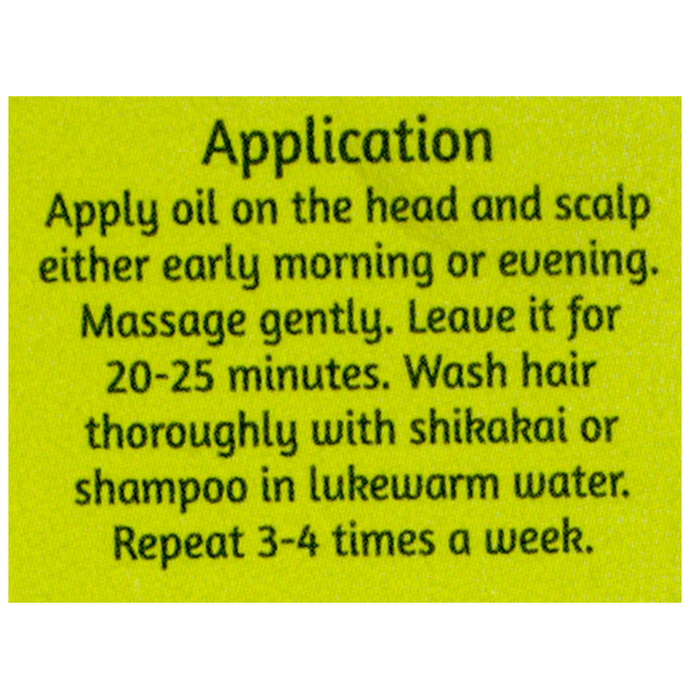 Application
Apply oil on the head and scalp
either early morning or evening.
Massage gently. Leave it for
20-25 minutes. Wash hair
thoroughly with shikakai or
shampoo in lukewarm water.
Repeat 3-4 times a week.